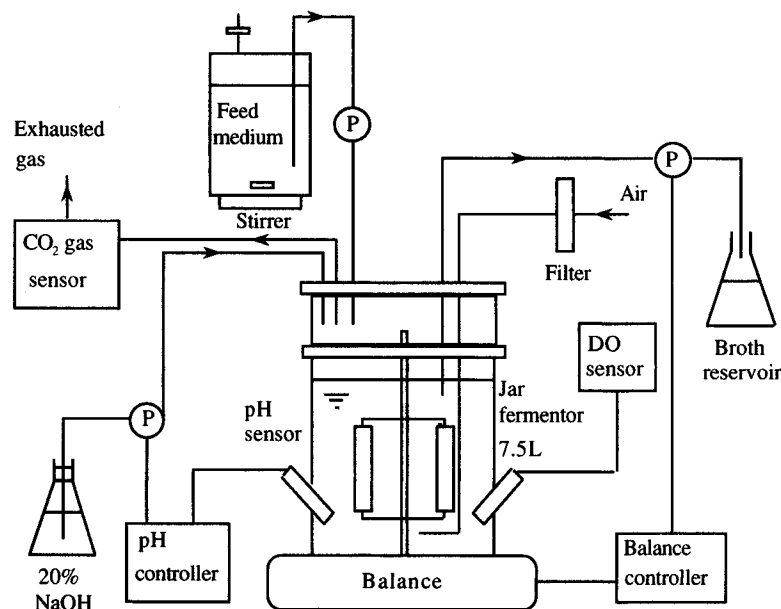 Feed
medium
P
Exhausted
gas
Stirrer
CO₂ gas
sensor
P
Air
Filter
Broth
reservoir
DO
sensor
Jar
fermentor
7.5L
pH
sensor
P
20%
NaOH
pH
controller
Balance
Balance
controller